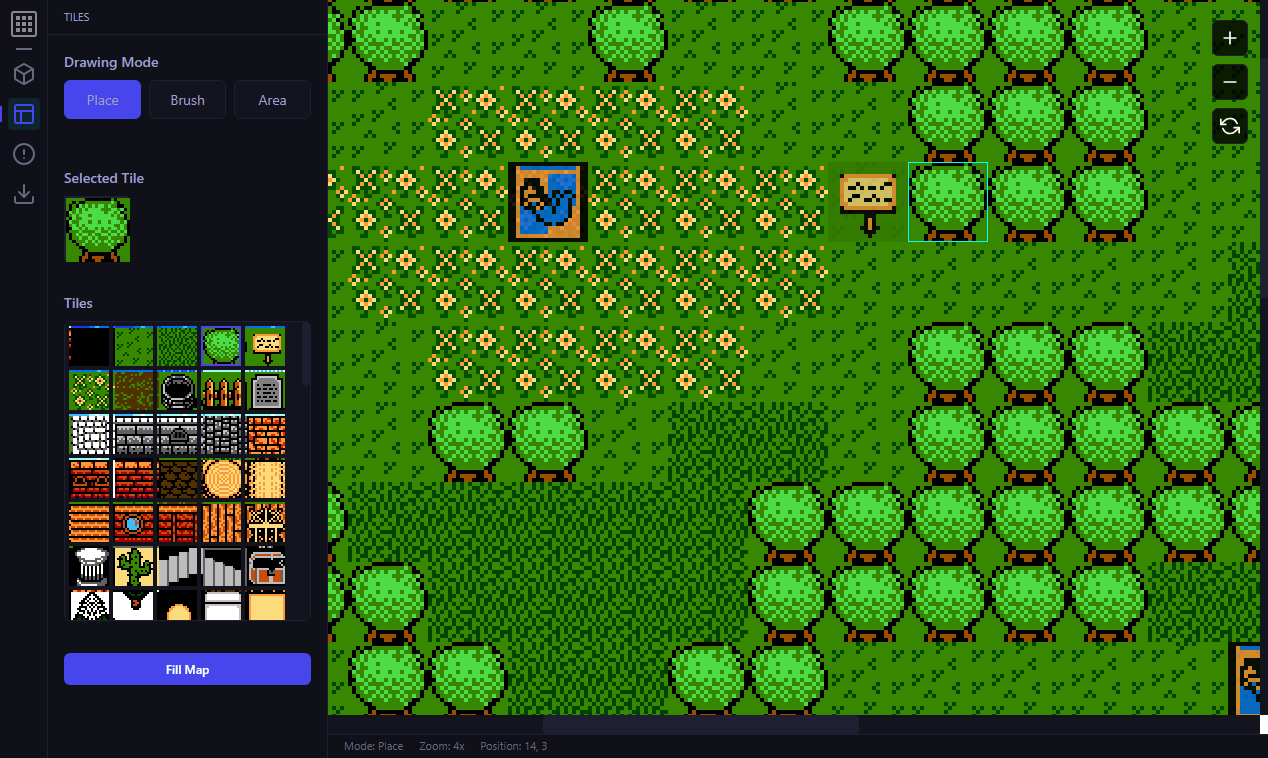 TILES
Drawing Mode
Place
Brush
Area
Selected Tile
Tiles
Fill Map
Mode: Place
Zoom: 4x
Position: 14, 3